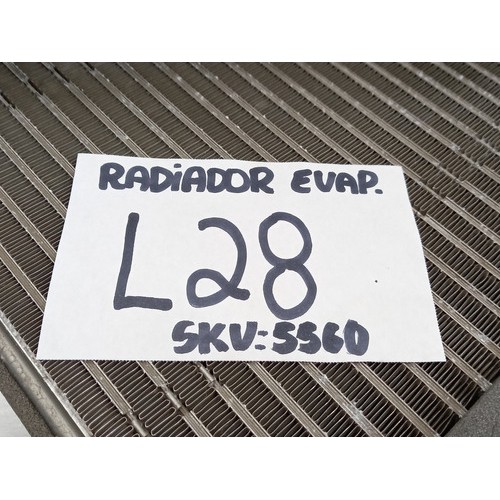 RADiADOR EVAP.
L28
SKU: 5560